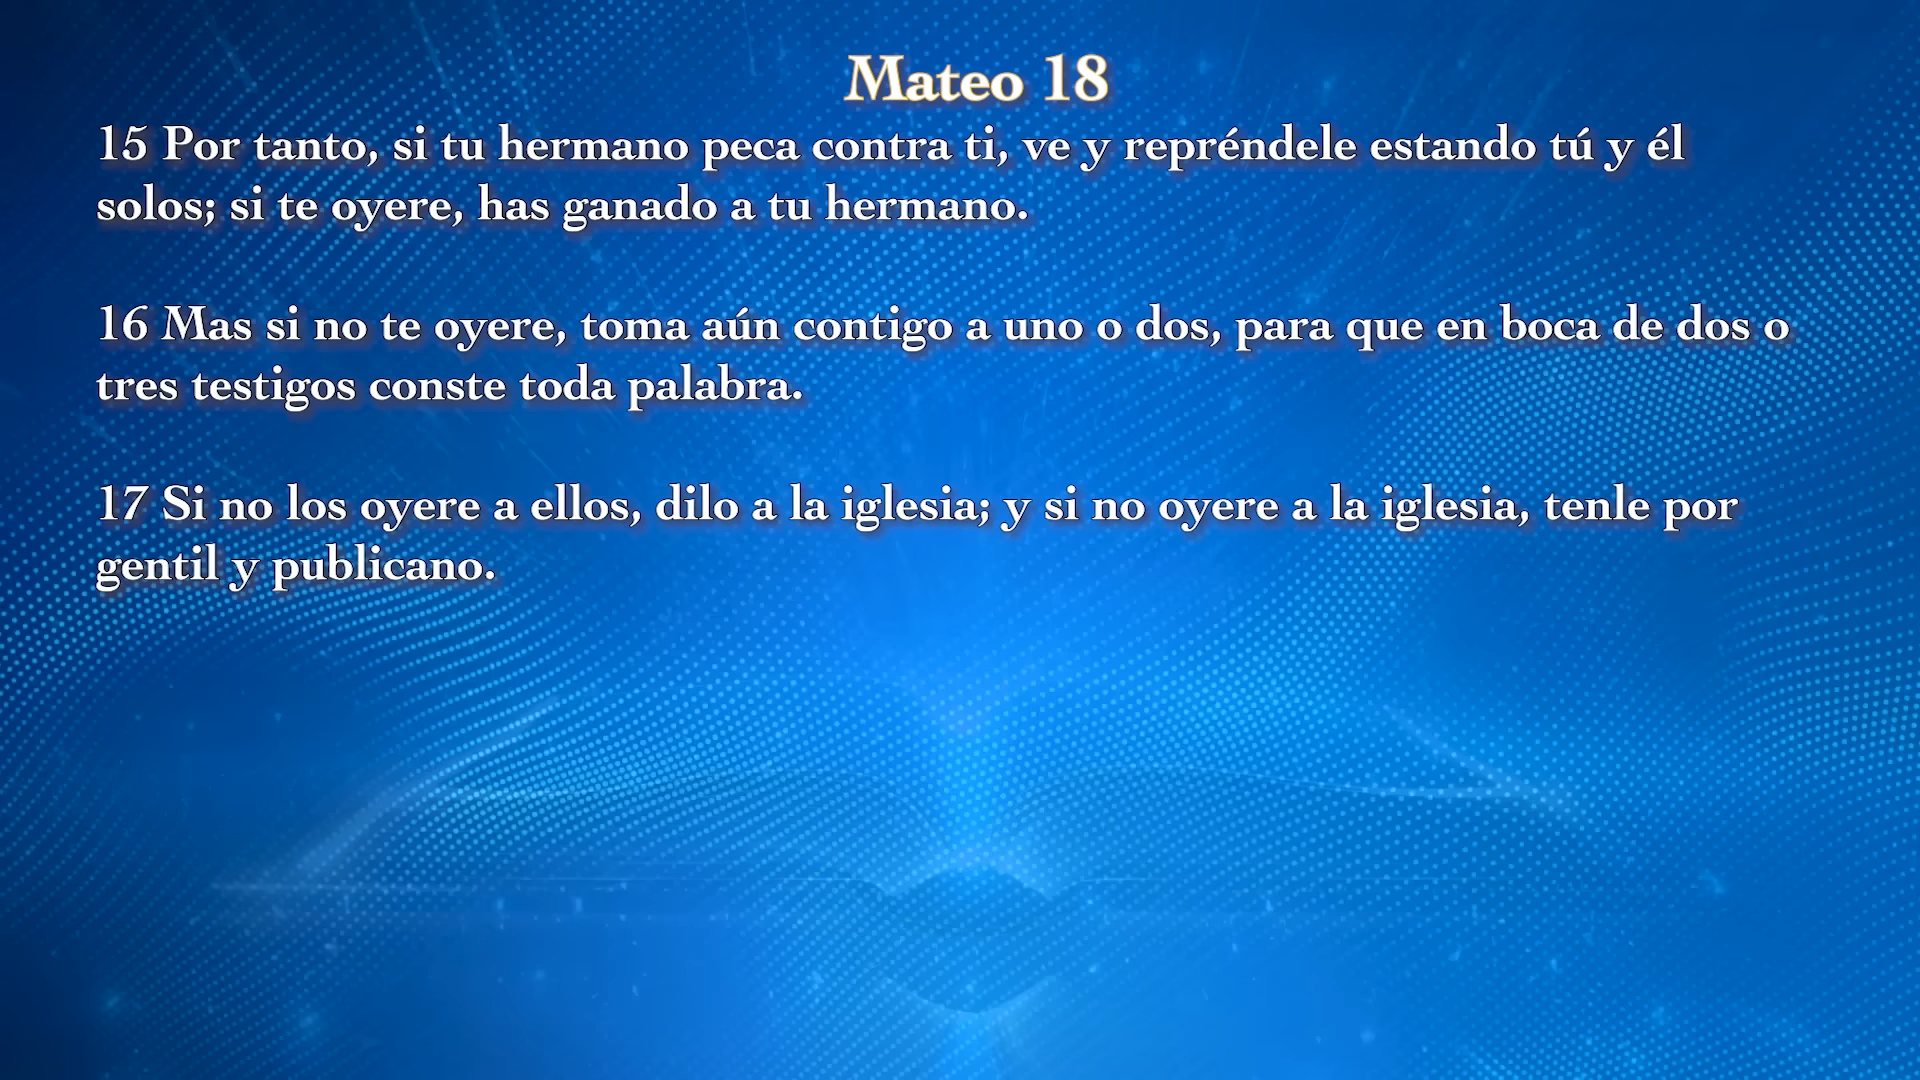 Mateo 18
15 Por tanto, si tu hermano peca contra ti, ve y repréndele estando tú y él
solos; si te oyere, has ganado a tu hermano.
16 Mas si no te oyere, toma aún contigo a uno o dos, para que en boca de dos o
tres testigos conste toda palabra.
17 Si no los oyere a ellos, dilo a la iglesia; y si no oyere a la iglesia, tenle por
gentil y publicano.